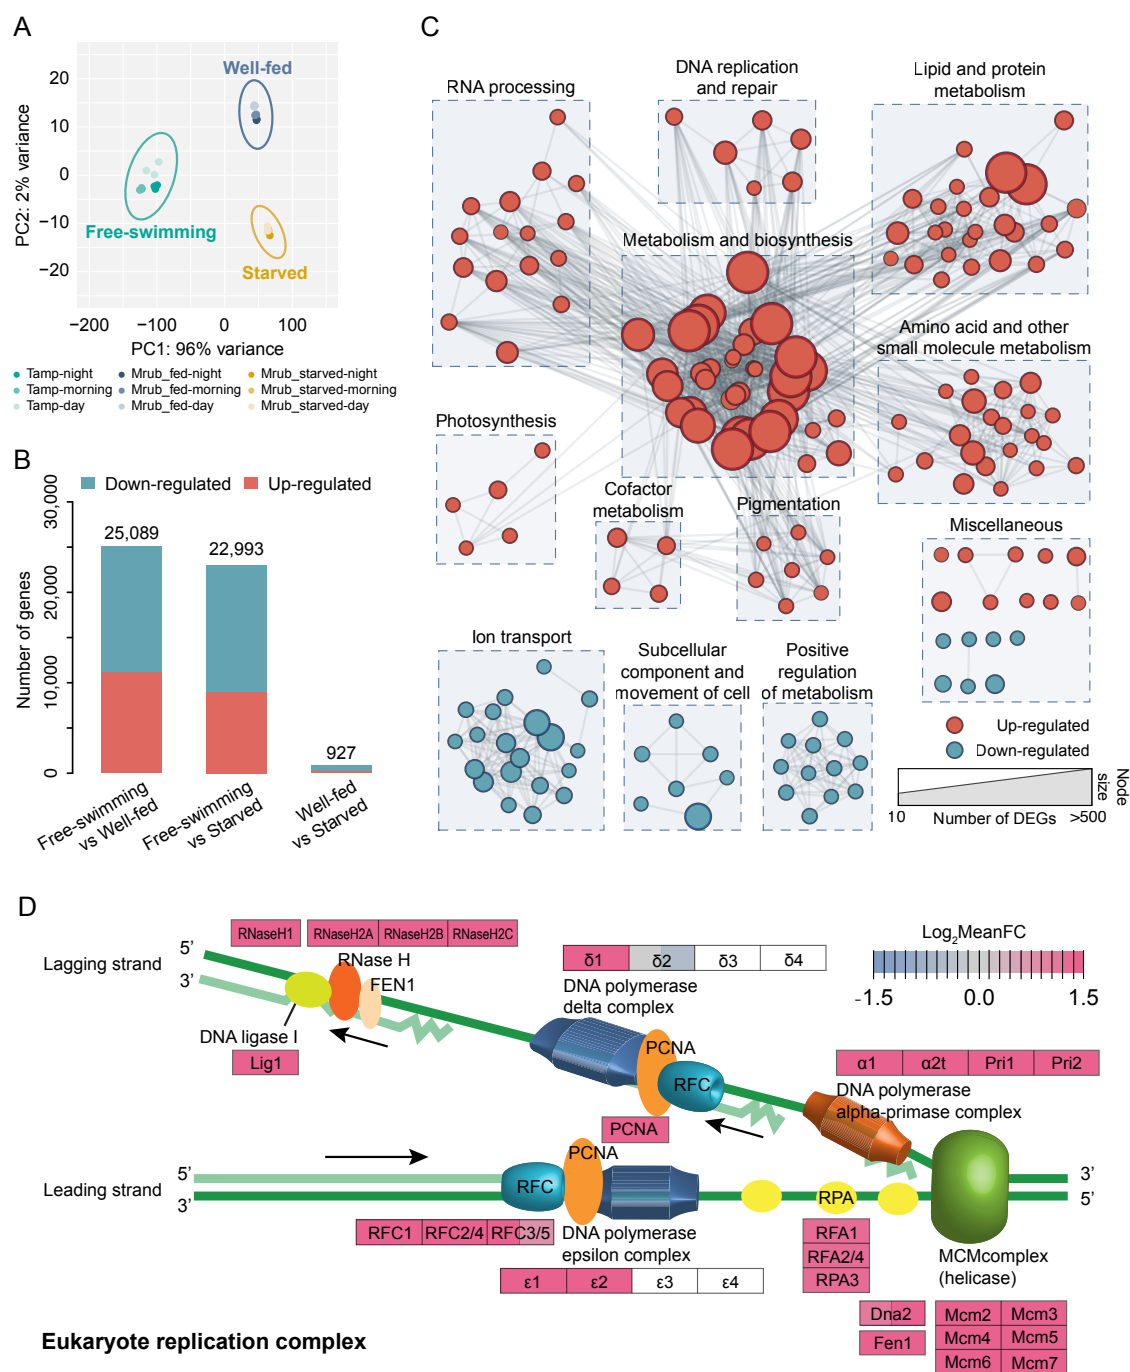 A
Well-fed
Free-swimming
Starved
PC2: 2% variance
20
10
0
−10
−20
−200
−100
0
100
PC1: 96% variance
Tamp-night
Mrub_fed-night
Mrub_starved-night
Tamp-morning
Mrub_fed-morning
Mrub_starved-morning
Tamp-day
Mrub_fed-day
Mrub_starved-day
B
Down-regulated
Up-regulated
Number of genes
30,000
20,000
10,000
0
25,089
22,993
927
Free-swimming
vs Well-fed
Free-swimming
vs Starved
Well-fed
vs Starved
C
RNA processing
DNA replication
and repair
Lipid and protein
metabolism
Metabolism and biosynthesis
Amino acid and other
small molecule metabolism
Photosynthesis
Cofactor
metabolism
Pigmentation
Miscellaneous
Ion transport
Subcellular
component and
movement of cell
Positive
regulation
of metabolism
Up-regulated
Down-regulated
Node
size
10
Number of DEGs
>500
D
RNaseH1
RNaseH2A
RNaseH2B
RNaseH2C
5’
Lagging strand
3’
RNase H
FEN1
DNA ligase I
Lig1
δ1
δ2
δ3
δ4
DNA polymerase
delta complex
PCNA
RFC
PCNA
Log2MeanFC
-1.5
0.0
1.5
α1
α2t
Pri1
Pri2
DNA polymerase
alpha-primase complex
5’
Leading strand
3’
RFC
PCNA
RPA
3’
5’
RFC1
RFC2/4
RFC3/5
DNA polymerase
epsilon complex
ε1
ε2
ε3
ε4
RFA1
RFA2/4
RPA3
MCMcomplex
(helicase)
Dna2
Fen1
Mcm2
Mcm3
Mcm4
Mcm5
Mcm6
Mcm7
Eukaryote replication complex